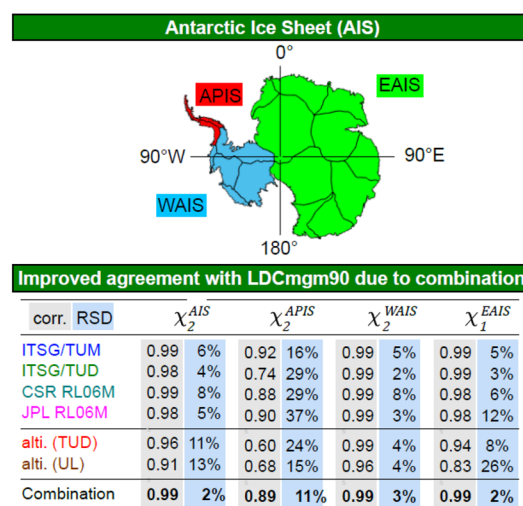 Antarctic Ice Sheet (AIS)
0°
EAIS
APIS
90°W
90°E
WAIS
180°
Improved agreement with LDCmgm90 due to combination
corr. RSD χ₂^AIS χ₂^APIS χ₂^WAIS χ₁^EAIS
ITSG/TUM 0.99 6% 0.92 16% 0.99 5% 0.99 5%
ITSG/TUD 0.98 4% 0.74 29% 0.99 2% 0.99 3%
CSR RL06M 0.99 8% 0.88 29% 0.99 8% 0.98 6%
JPL RL06M 0.98 5% 0.90 37% 0.99 3% 0.98 12%
alti. (TUD) 0.96 11% 0.60 24% 0.99 4% 0.94 8%
alti. (UL) 0.91 13% 0.68 15% 0.96 4% 0.83 26%
Combination 0.99 2% 0.89 11% 0.99 3% 0.99 2%